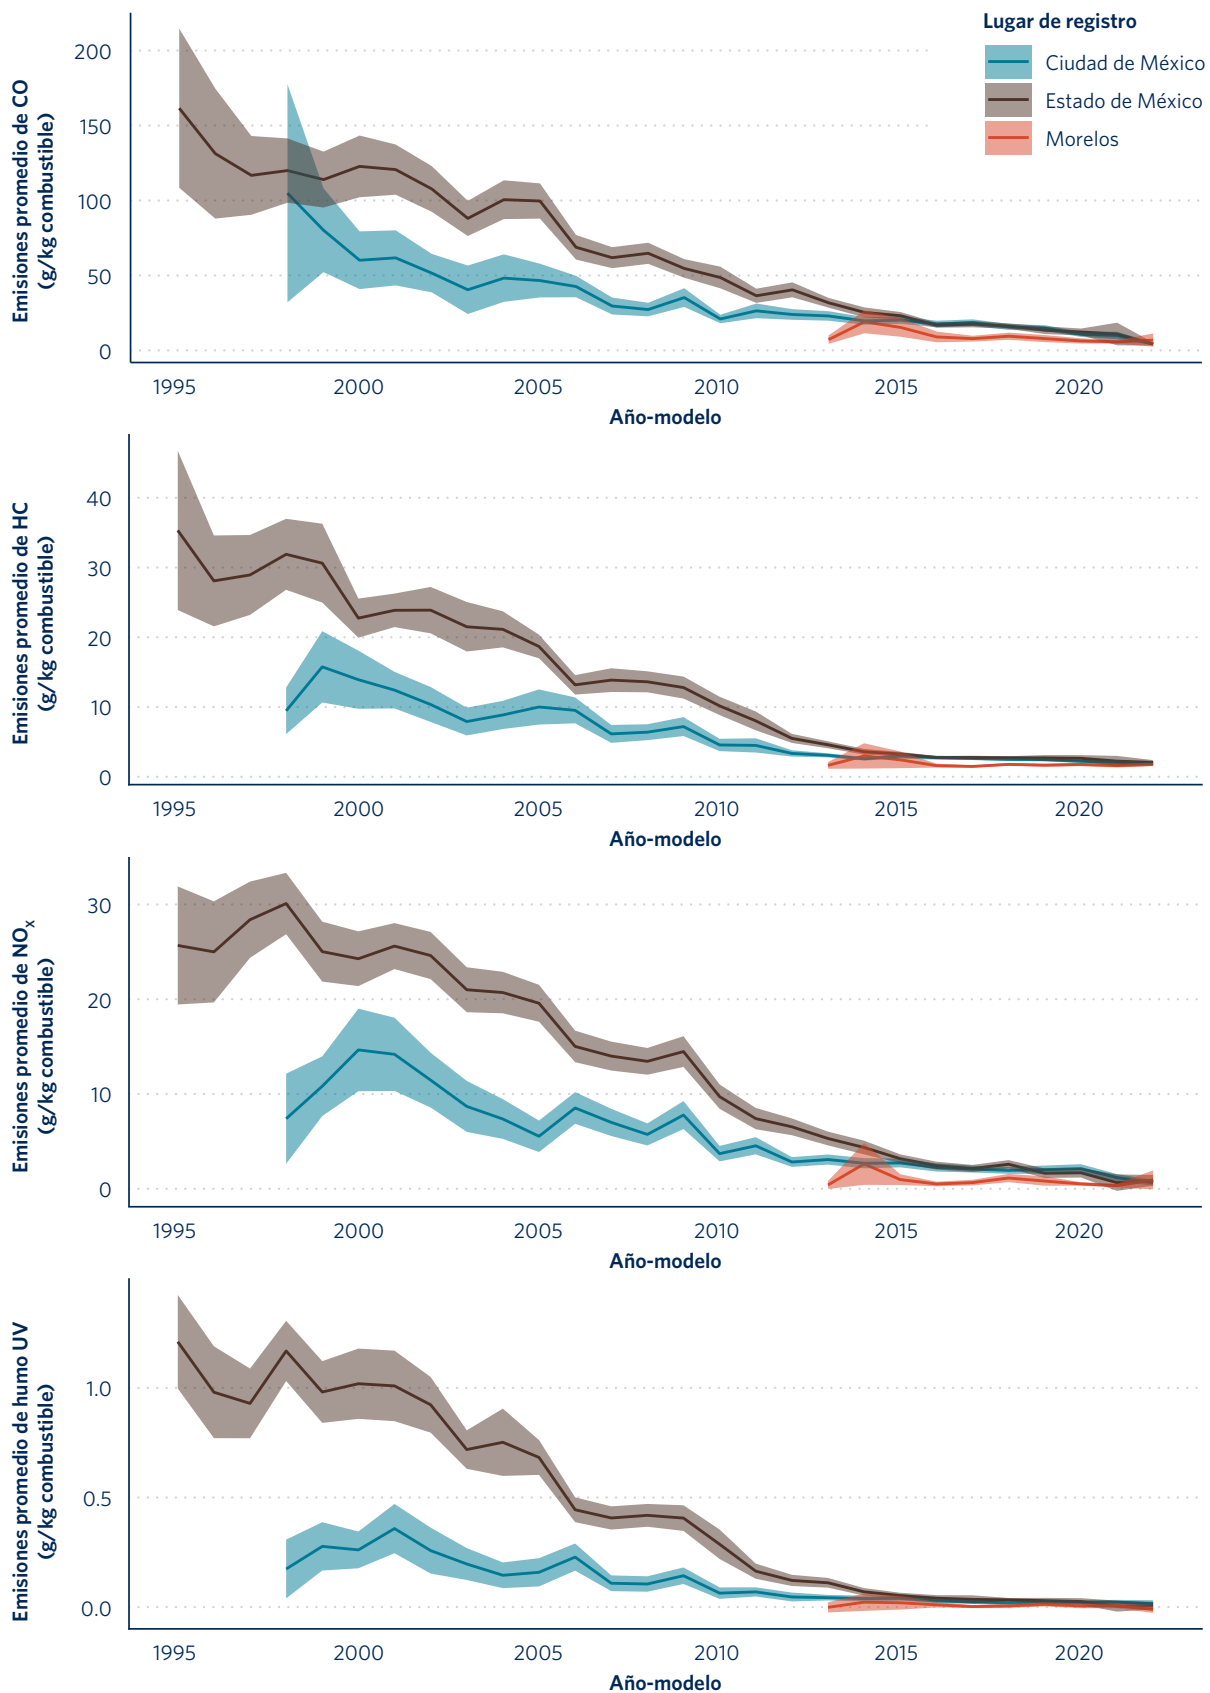 Lugar de registro
Ciudad de México
Estado de México
Morelos
Emisiones promedio de CO
(g/kg combustible)
200
150
100
50
0
1995 2000 2005 2010 2015 2020
Año-modelo
Emisiones promedio de HC
(g/kg combustible)
40
30
20
10
0
1995 2000 2005 2010 2015 2020
Año-modelo
Emisiones promedio de NOx
(g/kg combustible)
30
20
10
0
1995 2000 2005 2010 2015 2020
Año-modelo
Emisiones promedio de humo UV
(g/kg combustible)
1.0
0.5
0.0
1995 2000 2005 2010 2015 2020
Año-modelo